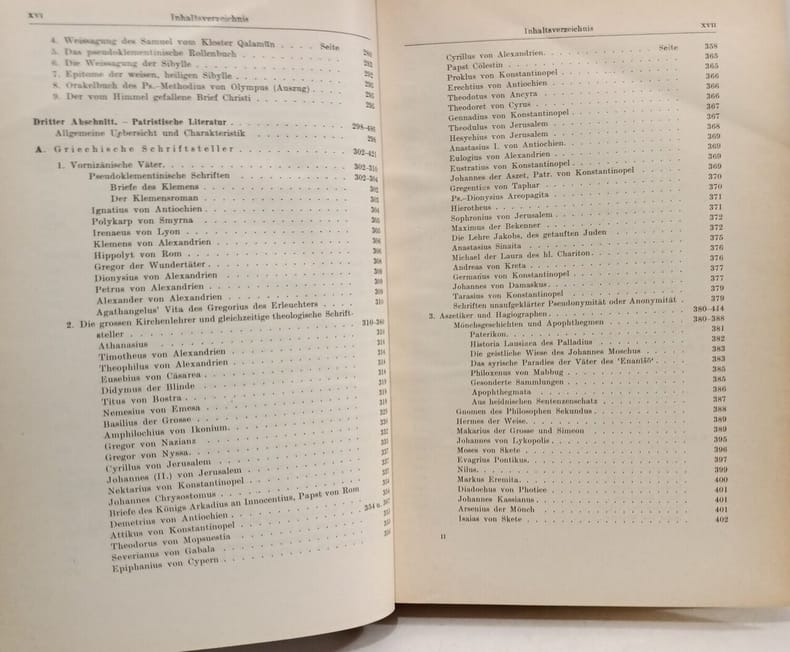 XVI Inhaltsverzeichnis
Seite
4. Weissagung des Samuel vom Kloster Qalamūn
5. Das pseudoklementinische Rollenbuch
6. Die Weissagung der Sibylle
7. Epitome der weisen, heiligen Sibylle
8. Orakelbuch des Ps.-Methodius von Olympus (Auszug)
9. Der vom Himmel gefallene Brief Christi
Dritter Abschnitt. – Patristische Literatur
Allgemeine Uebersicht und Charakteristik 298
A. Griechische Schriftsteller 302-421
1. Vornizänische Väter.
Pseudoklementinische Schriften 302-304
Briefe des Klemens 302
Der Klemensroman 303
Ignatius von Antiochien 304
Polykarp von Smyrna
Irenaeus von Lyon
Klemens von Alexandrien
Hippolyt von Rom
Gregor der Wundertäter
Dionysius von Alexandrien
Petrus von Alexandrien
Alexander von Alexandrien
Agathangelus' Vita des Gregorius des Erleuchters 310
2. Die grossen Kirchenlehrer und gleichzeitige theologische Schrift-
steller
Athanasius
Timotheus von Alexandrien
Theophilus von Alexandrien
Eusebius von Cäsarea
Didymus der Blinde
Titus von Bostra
Nemesius von Emesa
Basilius der Grosse
Amphilochius von Ikonium
Gregor von Nazianz
Gregor von Nyssa
Cyrillus von Jerusalem
Johannes (II.) von Jerusalem
Nektarius von Konstantinopel
Johannes Chrysostomus
Briefe des Königs Arkadius an Innocentius, Papst von Rom
Demetrius von Antiochien
Attikus von Konstantinopel
Theodorus von Mopsuestia
Severianus von Gabala
Epiphanius von Cypern
Inhaltsverzeichnis XVII
Seite
Cyrillus von Alexandrien 358
Papst Cölestin 365
Proklus von Konstantinopel 365
Erechtius von Antiochien 366
Theodotus von Ancyra 366
Theodoret von Cyrus 366
Gennadius von Konstantinopel 367
Theodulus von Jerusalem 367
Hesychius von Jerusalem 368
Anastasius I. von Antiochien 369
Eulogius von Alexandrien 369
Eustratius von Konstantinopel 369
Johannes der Aszet, Patr. von Konstantinopel 369
Gregentius von Taphar 370
Ps.-Dionysius Areopagita 370
Hierotheus 371
Sophronius von Jerusalem 371
Maximus der Bekenner 372
Die Lehre Jakobs, des getauften Juden 372
Anastasius Sinaita 375
Michael der Laura des hl. Chariton 376
Andreas von Kreta 376
Germanus von Konstantinopel 377
Johannes von Damaskus 377
Tarasius von Konstantinopel 379
Schriften unaufgeklärter Pseudonymität oder Anonymität 379
3. Aszetiker und Hagiographen 380-414
Mönchsgeschichten und Apophthegmen 380-388
Paterikon 381
Historia Lausiaca des Palladius 382
Die geistliche Wiese des Johannes Moschus 383
Das syrische Paradies der Väter des 'Enanīšō' 383
Philoxenus von Mabbug 385
Gesonderte Sammlungen 385
Apophthegmata 386
Aus heidnischen Sentenzenschatz 387
Gnomen des Philosophen Sekundus 388
Hermes der Weise 389
Makarius der Grosse und Simeon 389
Johannes von Lykopolis 395
Moses von Skete 396
Evagrius Pontikus 397
Nilus 399
Markus Eremita 400
Diadochus von Photice 401
Johannes Kassianus 401
Arsenius der Mönch 401
Isaias von Skete 402
II